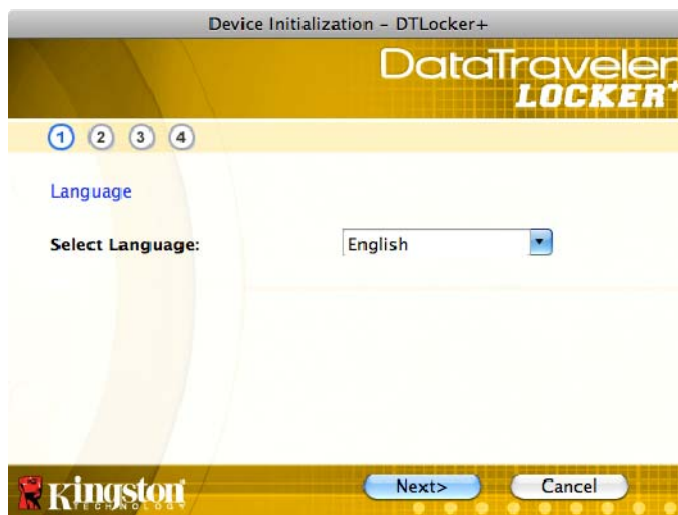 Device Initialization - DTLocker+
DataTraveler
LOCKER+
1 2 3 4
Language
Select Language: English
Kingston
TECHNOLOGY
Next> Cancel